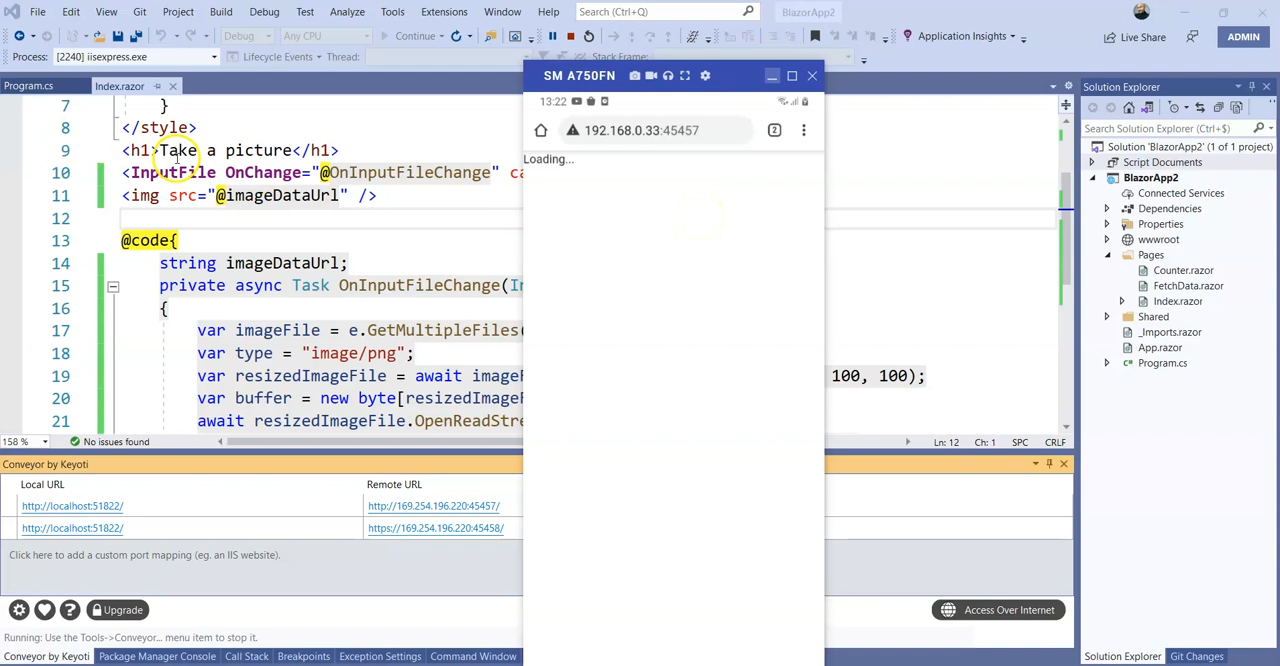 File Edit View Git Project Build Debug Test Analyze Tools Extensions Window Help Search (Ctrl+Q) BlazorApp2
Debug Any CPU Continue Application Insights Live Share ADMIN
Process: [2240] iisexpress.exe Lifecycle Events Thread: Stack Frame:
Program.cs Index.razor
7 }
8 </style>
9 <h1>Take a picture</h1>
10 <InputFile OnChange="@OnInputFileChange" ca
11 <img src="@imageDataUrl" />
12
13 @code{
14 string imageDataUrl;
15 private async Task OnInputFileChange(In
16 {
17 var imageFile = e.GetMultipleFiles(
18 var type = "image/png";
19 var resizedImageFile = await imageF 100, 100);
20 var buffer = new byte[resizedImageF
21 await resizedImageFile.OpenReadStre
158 % No issues found Ln: 12 Ch: 1 SPC CRLF
SM A750FN
13:22
192.168.0.33:45457 2
Loading...
Solution Explorer
Search Solution Explorer (Ctrl+$)
Solution 'BlazorApp2' (1 of 1 project)
Script Documents
BlazorApp2
Connected Services
Dependencies
Properties
wwwroot
Pages
Counter.razor
FetchData.razor
Index.razor
Shared
_Imports.razor
App.razor
C# Program.cs
Conveyor by Keyoti
Local URL Remote URL
http://localhost:51822/ http://169.254.196.220:45457/
http://localhost:51822/ https://169.254.196.220:45458/
Click here to add a custom port mapping (eg. an IIS website).
? Upgrade Access Over Internet
Running: Use the Tools->Conveyor... menu item to stop it.
Conveyor by Keyoti Package Manager Console Call Stack Breakpoints Exception Settings Command Window
Solution Explorer Git Changes